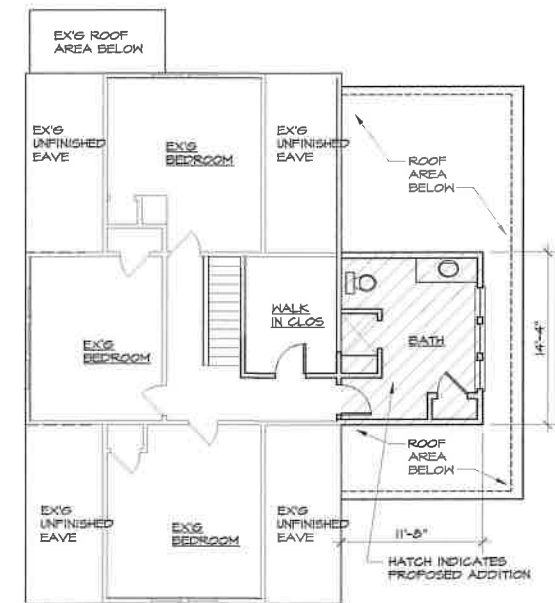 EX'G ROOF
AREA BELOW
EX'G
UNFINISHED
EAVE
EX'G
BEDROOM
EX'G
UNFINISHED
EAVE
ROOF
AREA
BELOW
EX'G
BEDROOM
WALK
IN CLOS
BATH
14'-4"
ROOF
AREA
BELOW
EX'G
UNFINISHED
EAVE
EX'G
BEDROOM
EX'G
UNFINISHED
EAVE
11'-8"
HATCH INDICATES
PROPOSED ADDITION